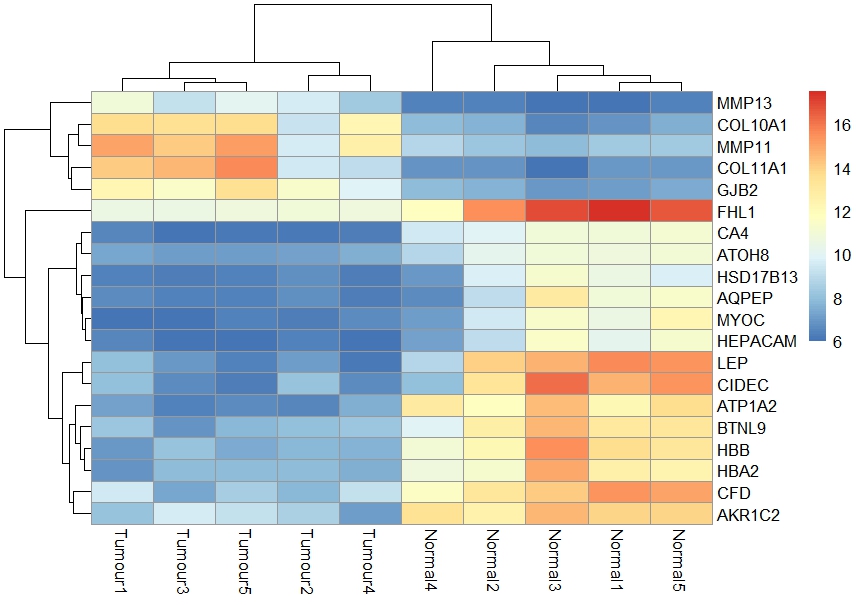 MMP13
COL10A1
MMP11
COL11A1
GJB2
FHL1
CA4
ATOH8
HSD17B13
AQPEP
MYOC
HEPACAM
LEP
CIDEC
ATP1A2
BTNL9
HBB
HBA2
CFD
AKR1C2
16
14
12
10
8
6
Tumour1
Tumour3
Tumour5
Tumour2
Tumour4
Normal4
Normal2
Normal3
Normal1
Normal5